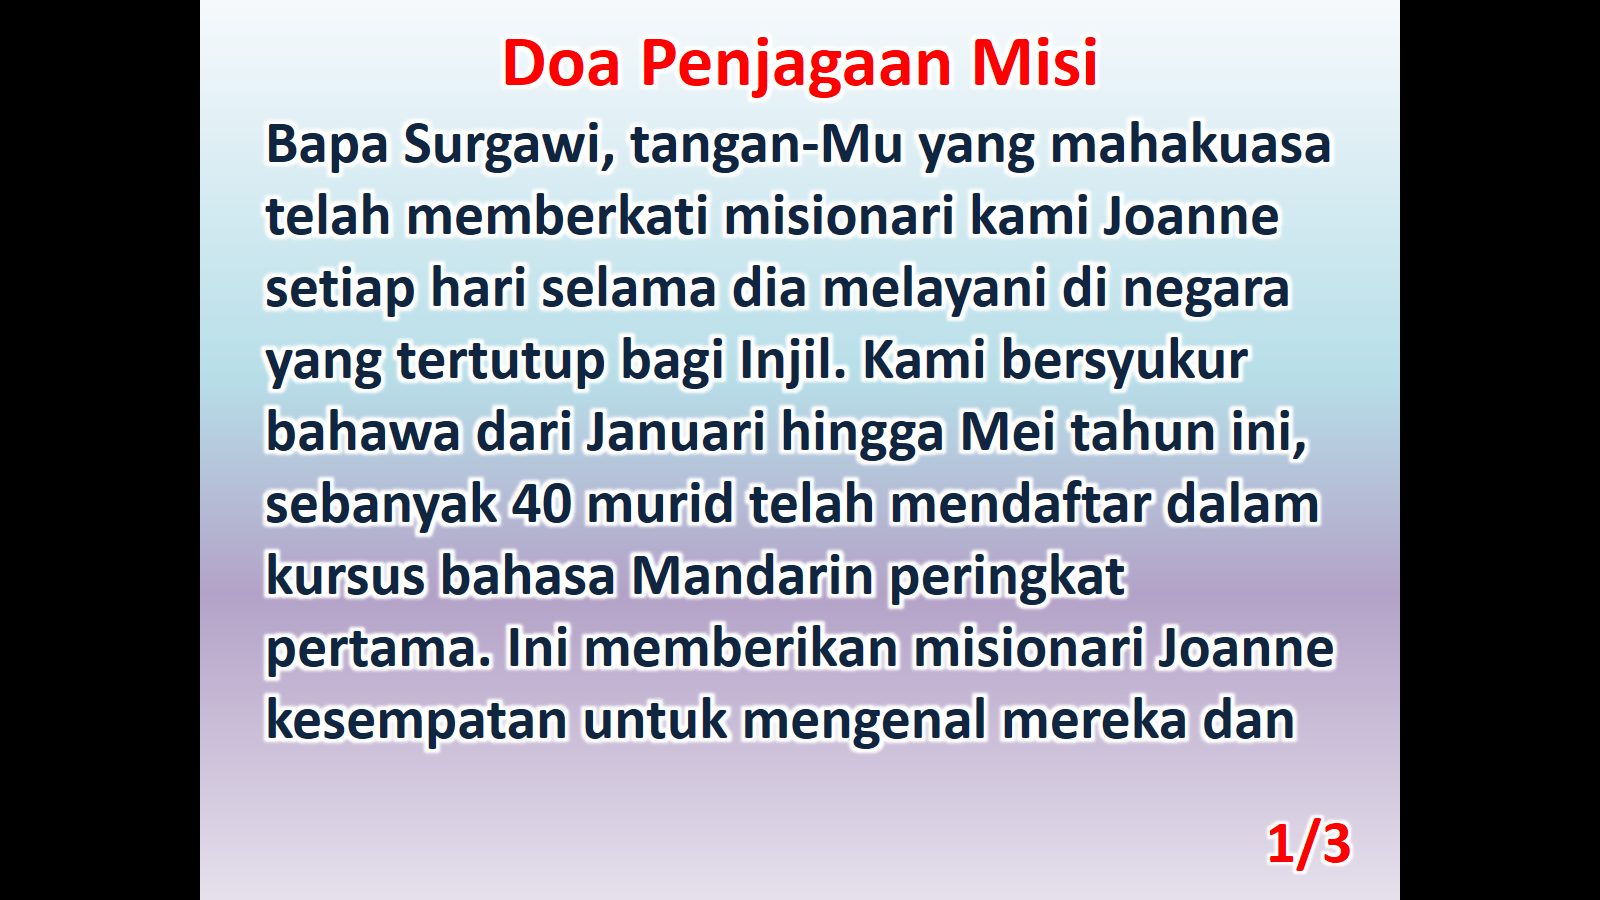 Doa Penjagaan Misi
Bapa Surgawi, tangan-Mu yang mahakuasa
telah memberkati misionari kami Joanne
setiap hari selama dia melayani di negara
yang tertutup bagi Injil. Kami bersyukur
bahawa dari Januari hingga Mei tahun ini,
sebanyak 40 murid telah mendaftar dalam
kursus bahasa Mandarin peringkat
pertama. Ini memberikan misionari Joanne
kesempatan untuk mengenal mereka dan
1/3